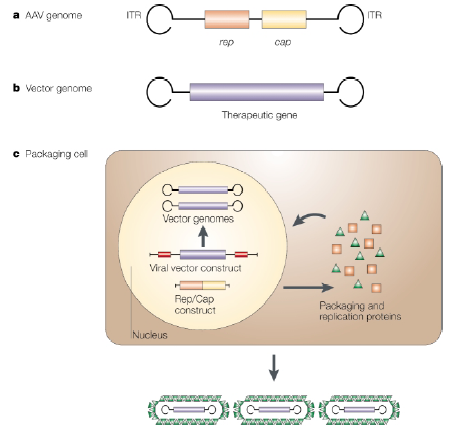 a AAV genome
ITR
ITR
rep
cap
b Vector genome
Therapeutic gene
c Packaging cell
Vector genomes
Viral vector construct
Rep/Cap
construct
Packaging and
replication proteins
Nucleus